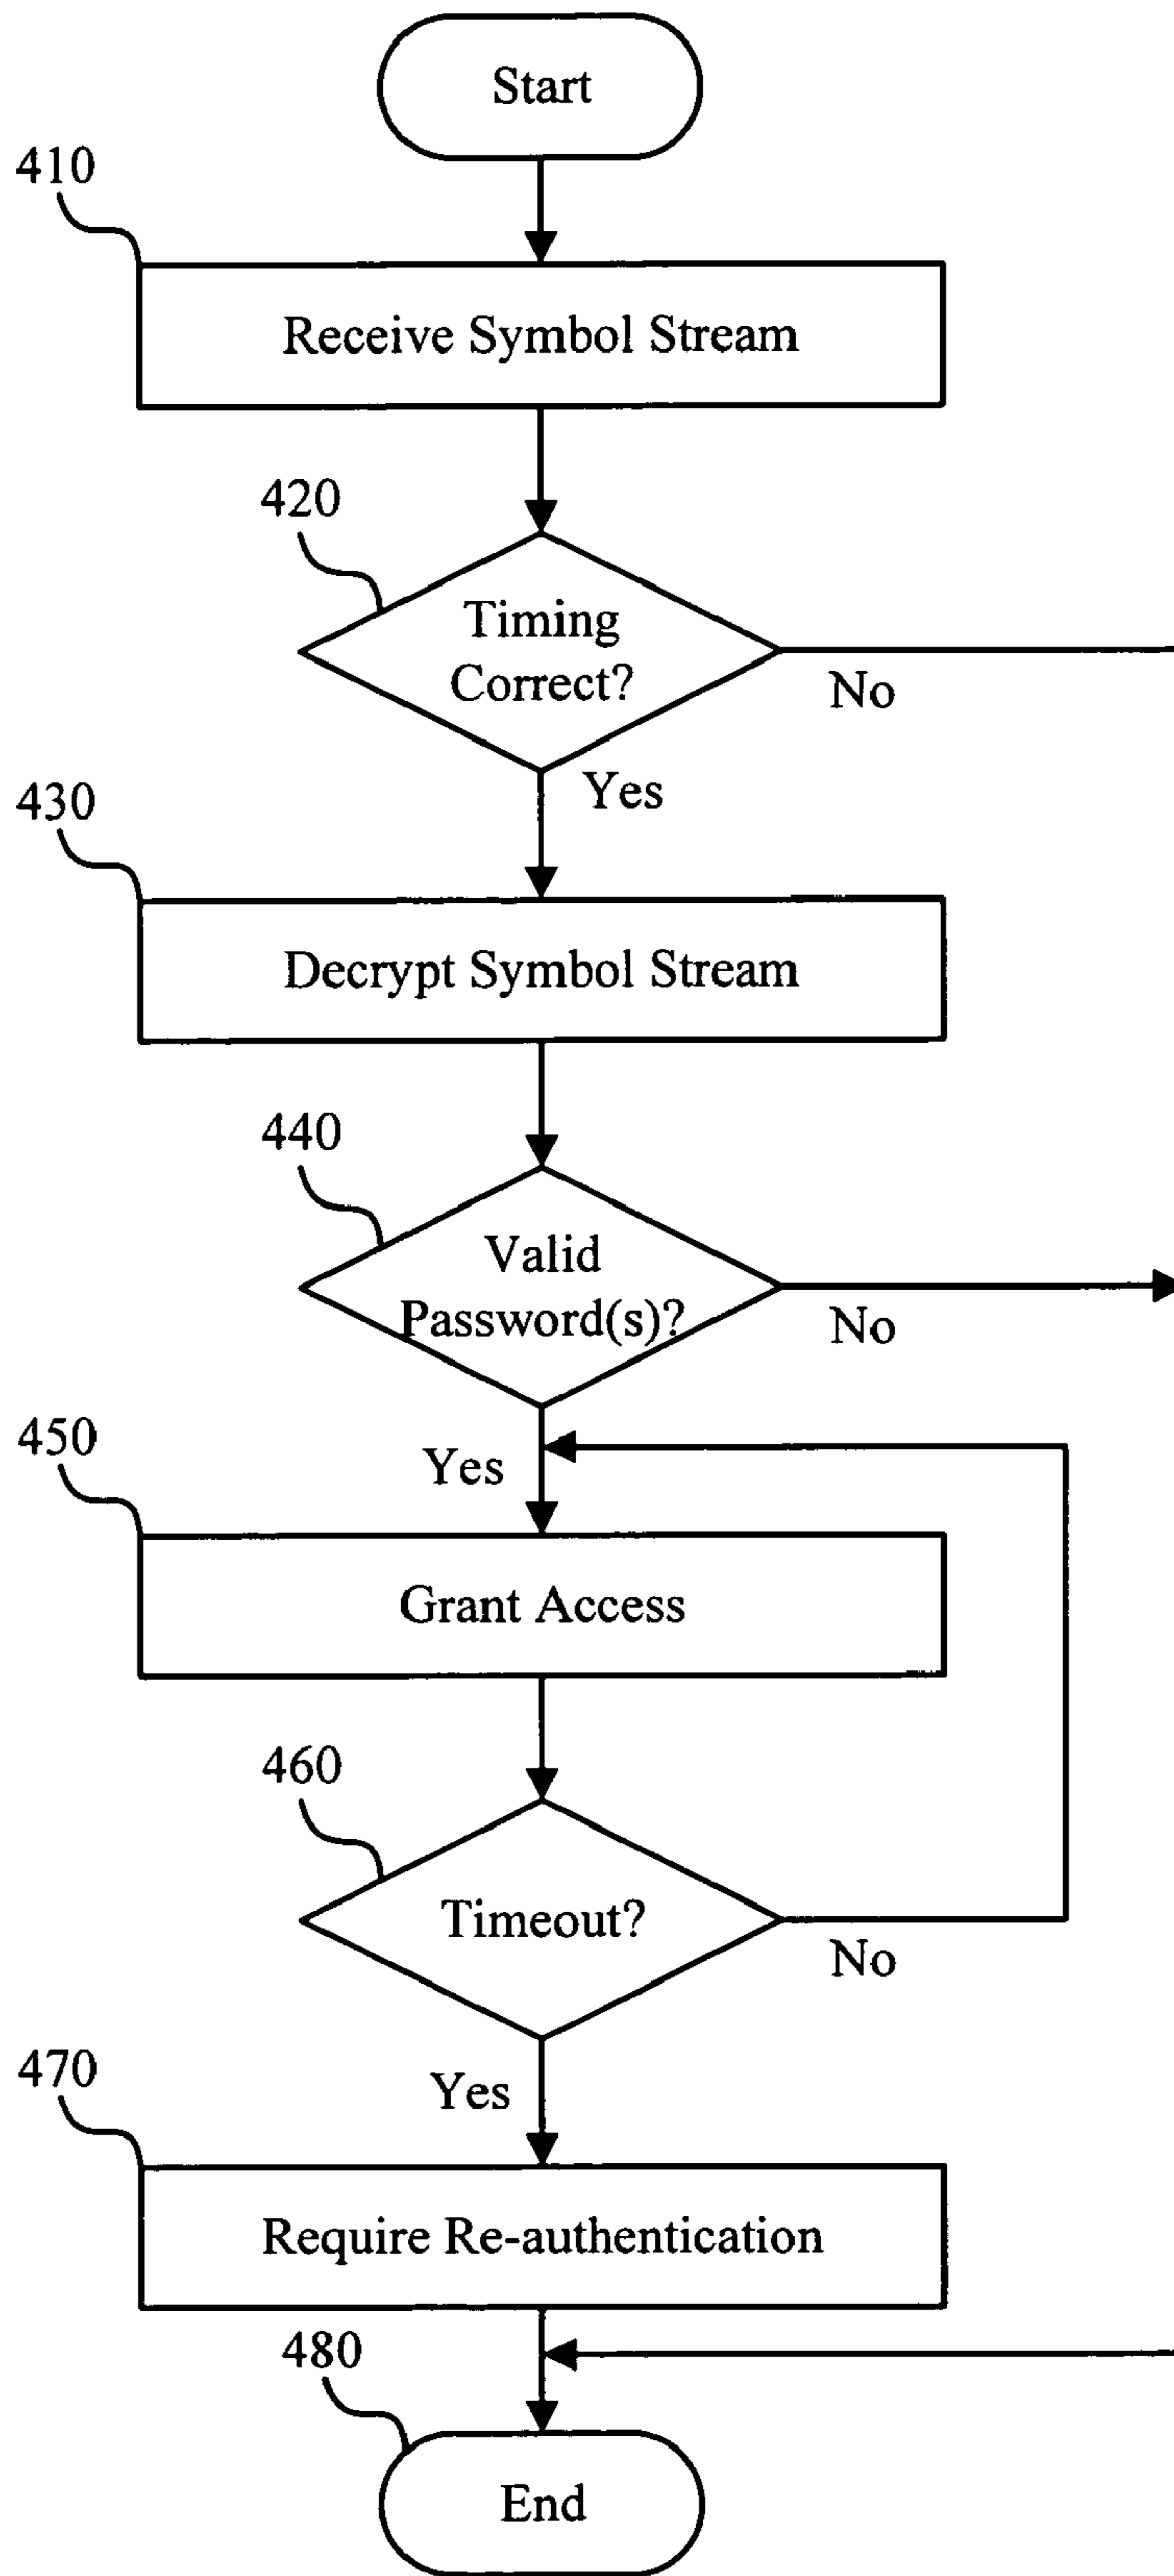 Start
410
Receive Symbol Stream
420
Timing
Correct?
No
Yes
430
Decrypt Symbol Stream
440
Valid
Password(s)?
No
Yes
450
Grant Access
460
Timeout?
No
Yes
470
Require Re-authentication
480
End